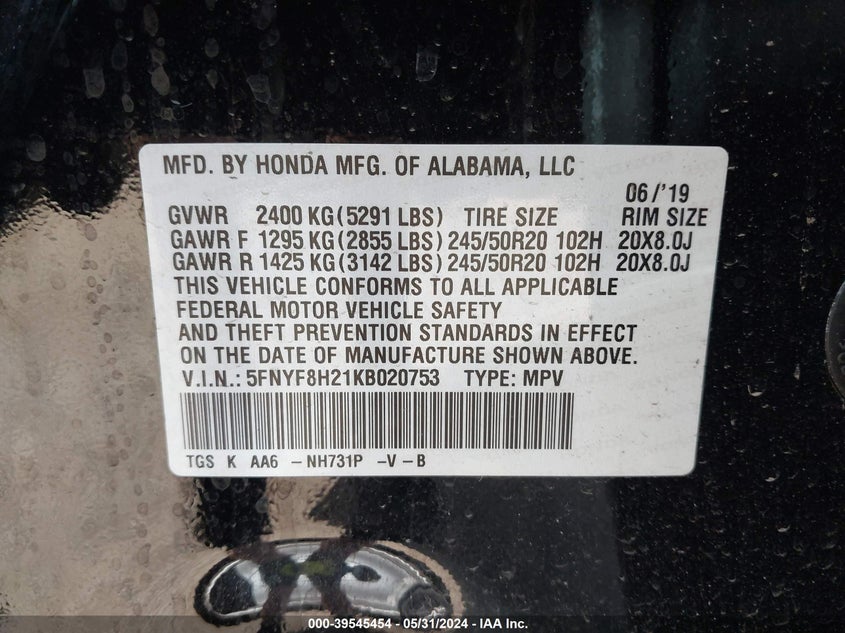 MFD. BY HONDA MFG. OF ALABAMA, LLC
06/'19
GVWR 2400 KG(5291 LBS) TIRE SIZE RIM SIZE
GAWR F 1295 KG(2855 LBS) 245/50R20 102H 20X8.0J
GAWR R 1425 KG(3142 LBS) 245/50R20 102H 20X8.0J
THIS VEHICLE CONFORMS TO ALL APPLICABLE
FEDERAL MOTOR VEHICLE SAFETY
AND THEFT PREVENTION STANDARDS IN EFFECT
ON THE DATE OF MANUFACTURE SHOWN ABOVE.
V.I.N.: 5FNYF8H21KB020753 TYPE: MPV
TGS K AA6 -NH731P -V-B
000-39545454 - 05/31/2024 - IAA Inc.